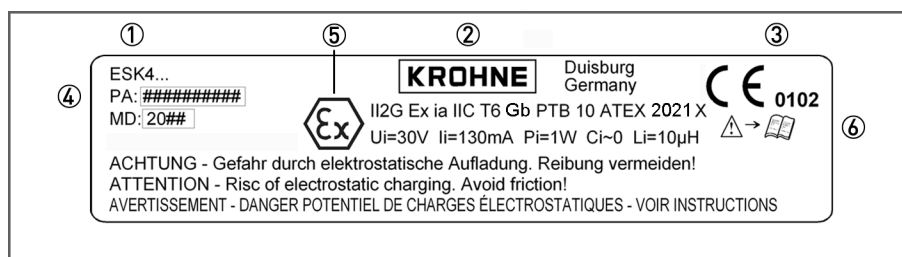 ① ⑤ ② ③
④ ⑥
ESK4...
PA: ##########
MD: 20##
Ex
KROHNE
Duisburg
Germany
II2G Ex ia IIC T6 Gb PTB 10 ATEX 2021 X
Ui=30V Ii=130mA Pi=1W Ci~0 Li=10µH
CE 0102
ACHTUNG - Gefahr durch elektrostatische Aufladung. Reibung vermeiden!
ATTENTION - Risc of electrostatic charging. Avoid friction!
AVERTISSEMENT - DANGER POTENTIEL DE CHARGES ÉLECTROSTATIQUES - VOIR INSTRUCTIONS